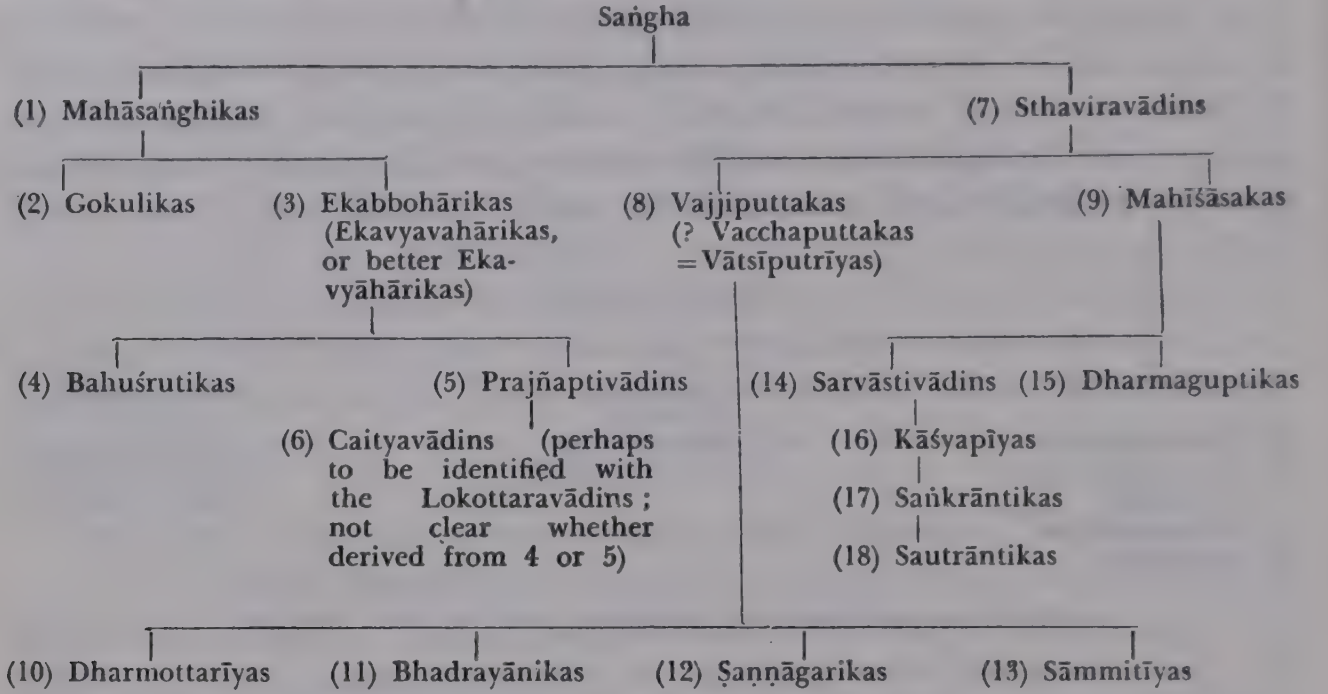 Saṅgha
(1) Mahāsaṅghikas
(7) Sthaviravādins
(2) Gokulikas
(3) Ekabbohārikas
(Ekavyavahārikas,
or better Eka-
vyāhārikas)
(8) Vajjiputtakas
(? Vacchaputtakas
=Vātsīputrīyas)
(9) Mahīśāsakas
(4) Bahuśrutikas
(5) Prajñaptivādins
(14) Sarvāstivādins
(15) Dharmaguptikas
(6) Caityavādins (perhaps
to be identified with
the Lokottaravādins ;
not clear whether
derived from 4 or 5)
(16) Kāśyapīyas
(17) Saṅkrāntikas
(18) Sautrāntikas
(10) Dharmottarīyas
(11) Bhadrayānikas
(12) Ṣaṇṇāgarikas
(13) Sāmmitīyas